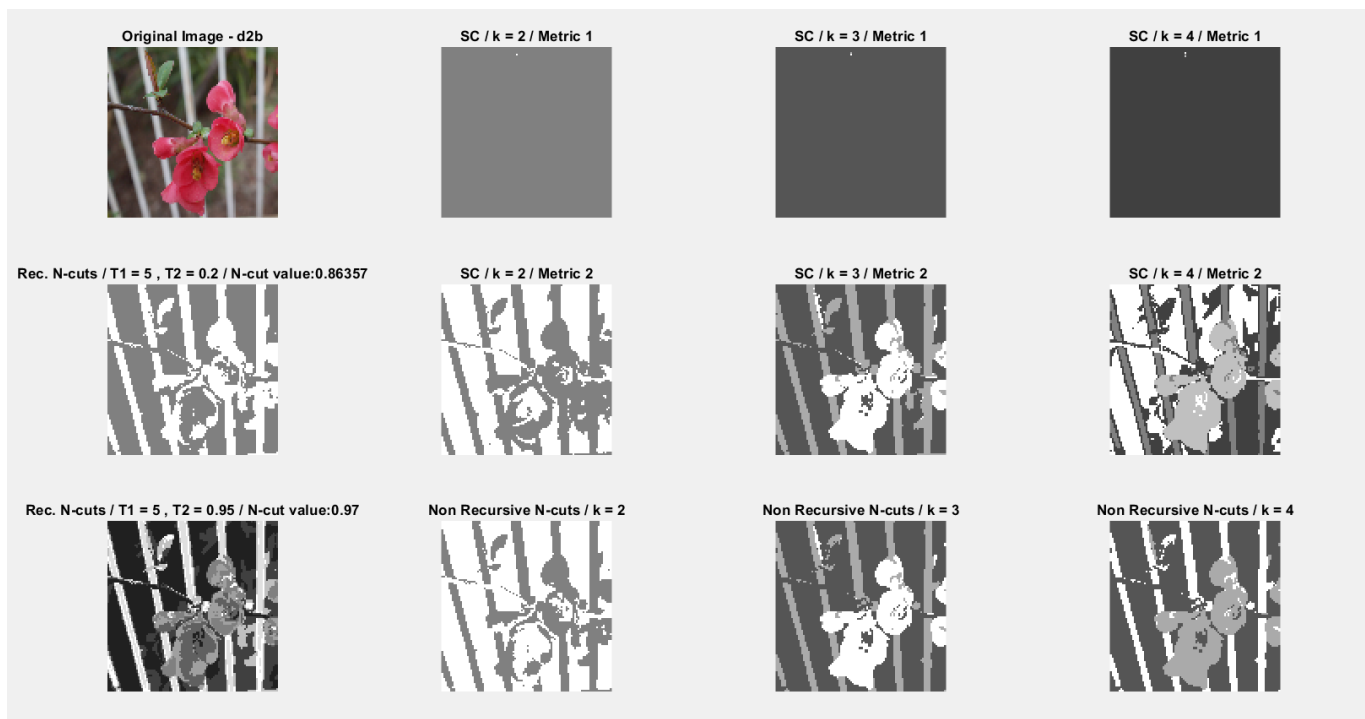 Original Image - d2b
SC / k = 2 / Metric 1
SC / k = 3 / Metric 1
SC / k = 4 / Metric 1
Rec. N-cuts / T1 = 5 , T2 = 0.2 / N-cut value:0.86357
SC / k = 2 / Metric 2
SC / k = 3 / Metric 2
SC / k = 4 / Metric 2
Rec. N-cuts / T1 = 5 , T2 = 0.95 / N-cut value:0.97
Non Recursive N-cuts / k = 2
Non Recursive N-cuts / k = 3
Non Recursive N-cuts / k = 4